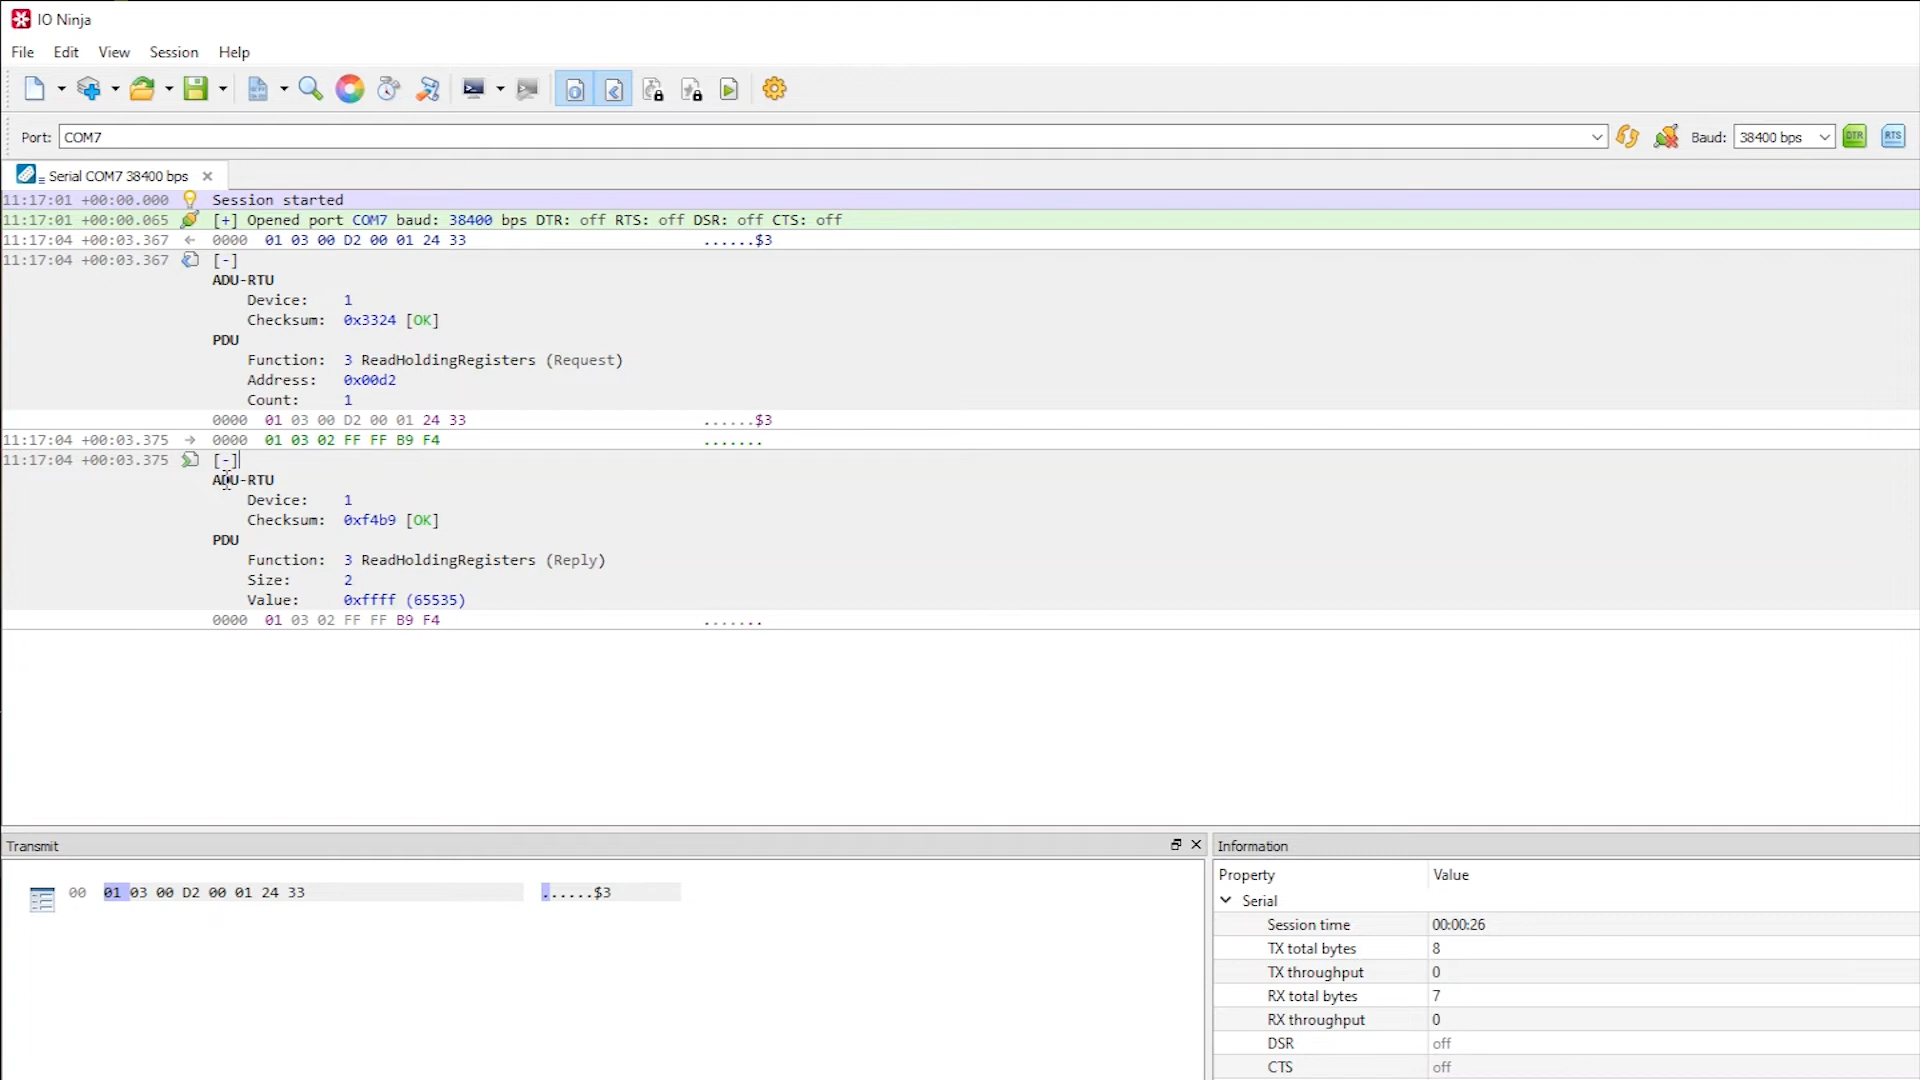 IO Ninja
File Edit View Session Help
Port: COM7 Baud: 38400 bps DTR RTS
Serial COM7 38400 bps
11:17:01 +00:00.000 Session started
11:17:01 +00:00.065 [+] Opened port COM7 baud: 38400 bps DTR: off RTS: off DSR: off CTS: off
11:17:04 +00:03.367 ← 0000 01 03 00 D2 00 01 24 33 ......$3
11:17:04 +00:03.367 [-]
ADU-RTU
Device: 1
Checksum: 0x3324 [OK]
PDU
Function: 3 ReadHoldingRegisters (Request)
Address: 0x00d2
Count: 1
0000 01 03 00 D2 00 01 24 33 ......$3
11:17:04 +00:03.375 → 0000 01 03 02 FF FF B9 F4 .......
11:17:04 +00:03.375 [-]
ADU-RTU
Device: 1
Checksum: 0xf4b9 [OK]
PDU
Function: 3 ReadHoldingRegisters (Reply)
Size: 2
Value: 0xffff (65535)
0000 01 03 02 FF FF B9 F4 .......
Transmit
00 01 03 00 D2 00 01 24 33 ......$3
Information
Property Value
Serial
Session time 00:00:26
TX total bytes 8
TX throughput 0
RX total bytes 7
RX throughput 0
DSR off
CTS off